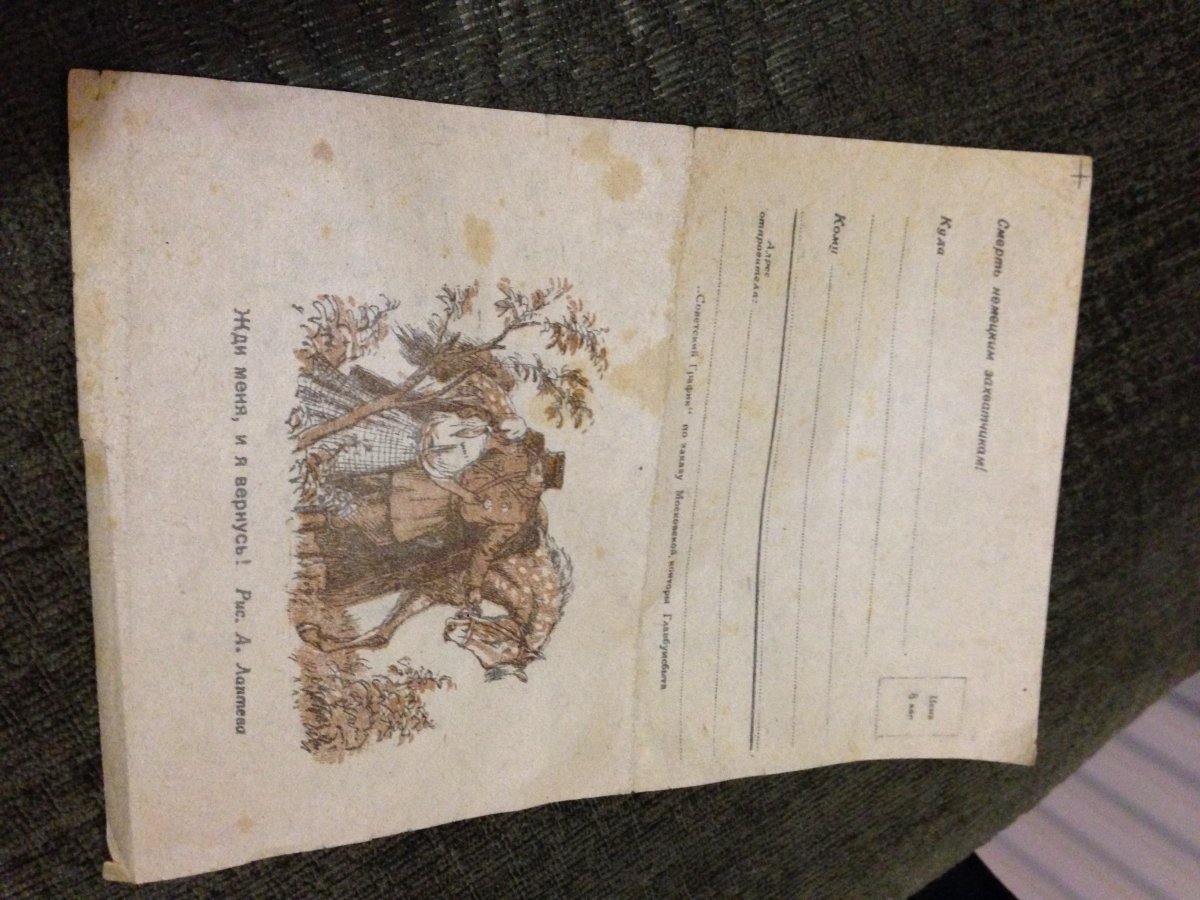 Смерть немецким захватчикам!
Цена
Куда
Кому
Адрес
отправителя:
„Советский График“ по заказу Московской конторы Главбумсбыта
Жди меня, и я вернусь! Рис. А. Лаптева